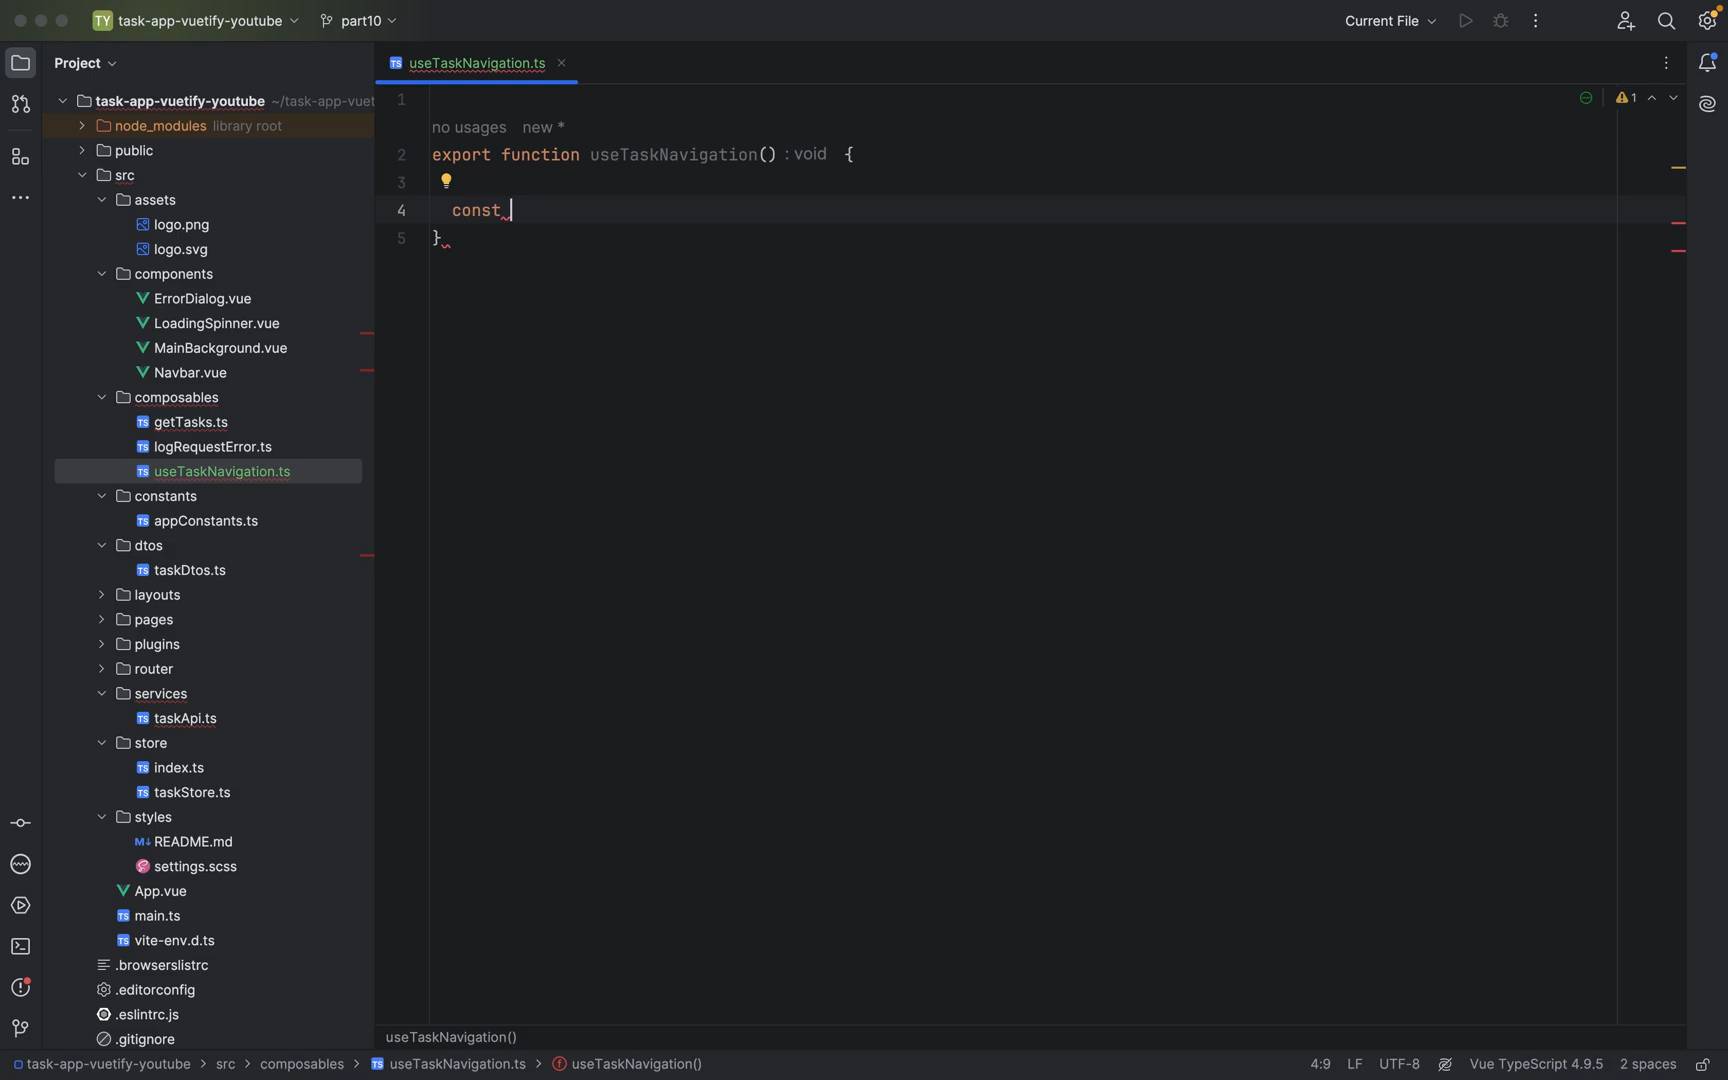 TY task-app-vuetify-youtube part10 Current File
Project
useTaskNavigation.ts
task-app-vuetify-youtube ~/task-app-vuet
node_modules library root
public
src
assets
logo.png
logo.svg
components
ErrorDialog.vue
LoadingSpinner.vue
MainBackground.vue
Navbar.vue
composables
getTasks.ts
logRequestError.ts
useTaskNavigation.ts
constants
appConstants.ts
dtos
taskDtos.ts
layouts
pages
plugins
router
services
taskApi.ts
store
index.ts
taskStore.ts
styles
README.md
settings.scss
App.vue
main.ts
vite-env.d.ts
.browserslistrc
.editorconfig
.eslintrc.js
.gitignore
1
no usages new *
2 export function useTaskNavigation() : void {
3
4 const
5 }
1
useTaskNavigation()
task-app-vuetify-youtube > src > composables > useTaskNavigation.ts > useTaskNavigation()
4:9 LF UTF-8 Vue TypeScript 4.9.5 2 spaces